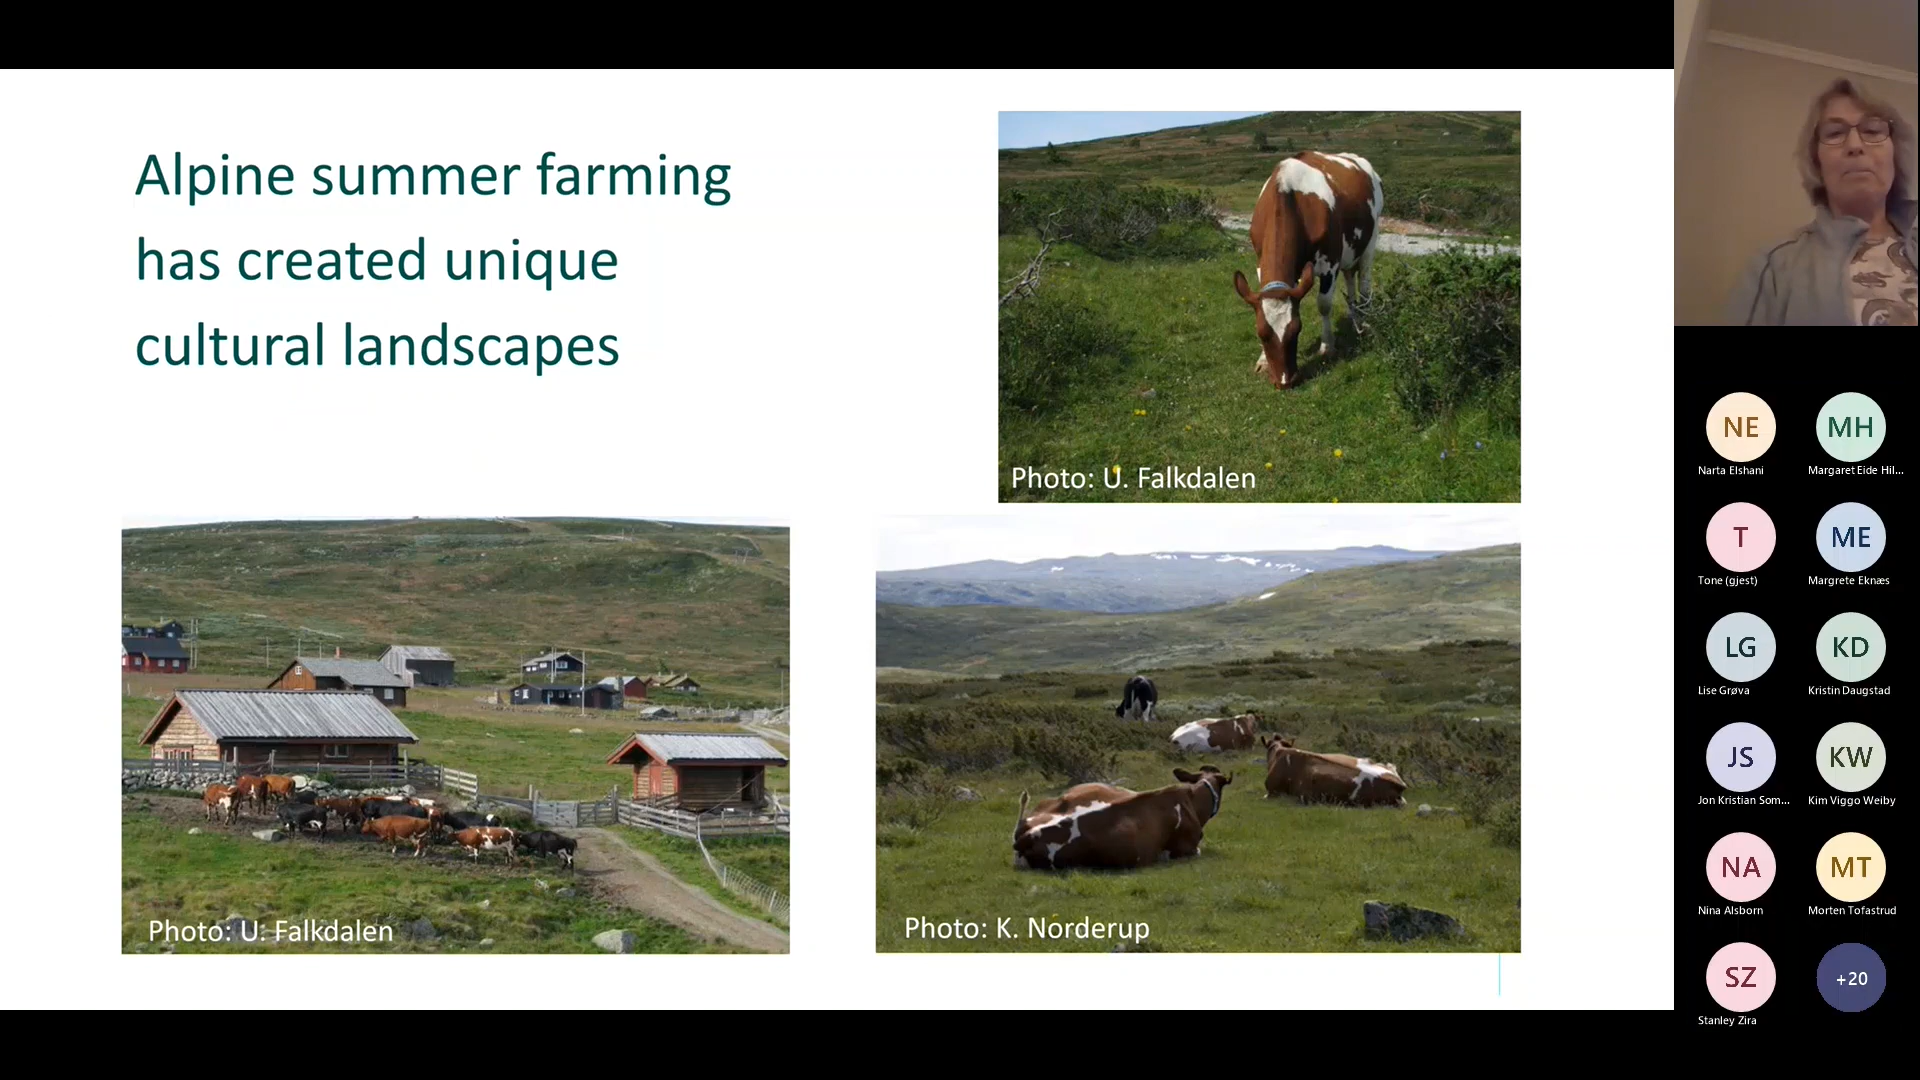 Alpine summer farming
has created unique
cultural landscapes
Photo: U. Falkdalen
Photo: U. Falkdalen
Photo: K. Norderup
NE
Narta Elshani
MH
Margaret Eide Hil...
T
Tone (gjest)
ME
Margrete Eknæs
LG
Lise Grøva
KD
Kristin Daugstad
JS
Jon Kristian Som...
KW
Kim Viggo Weiby
NA
Nina Alsborn
MT
Morten Tofastrud
SZ
Stanley Zira
+20